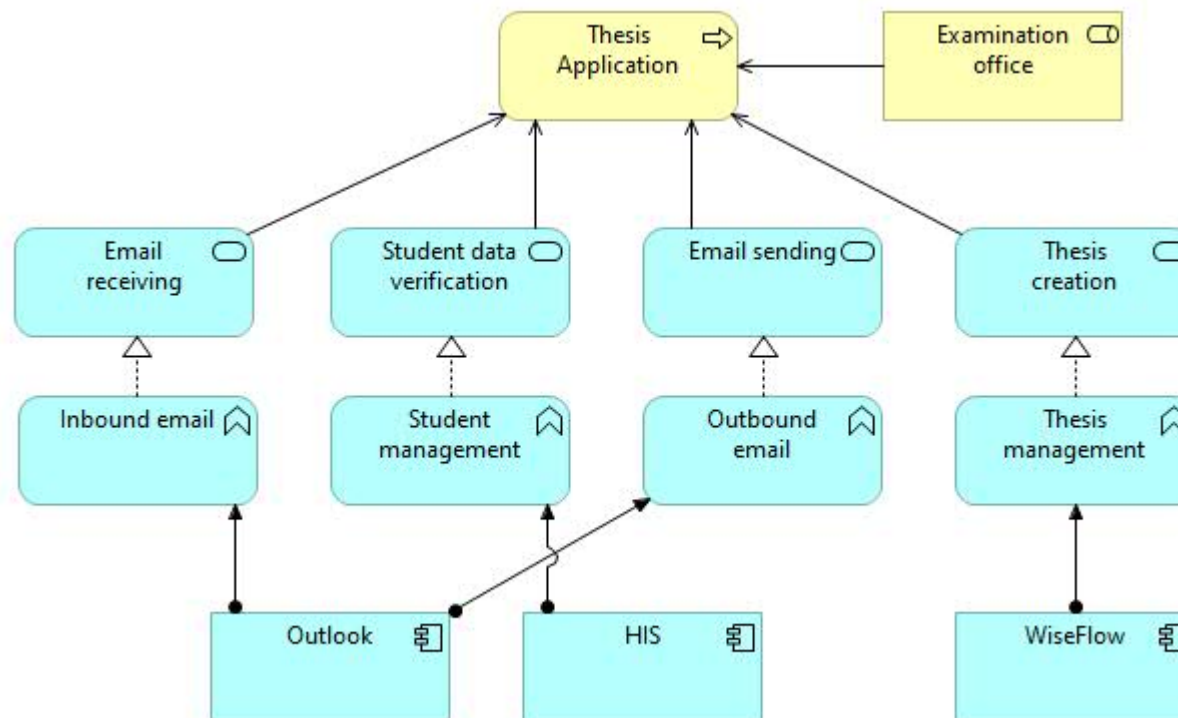 Thesis
Application
Examination
office
Email
receiving
Student data
verification
Email sending
Thesis
creation
Inbound email
Student
management
Outbound
email
Thesis
management
Outlook
HIS
WiseFlow